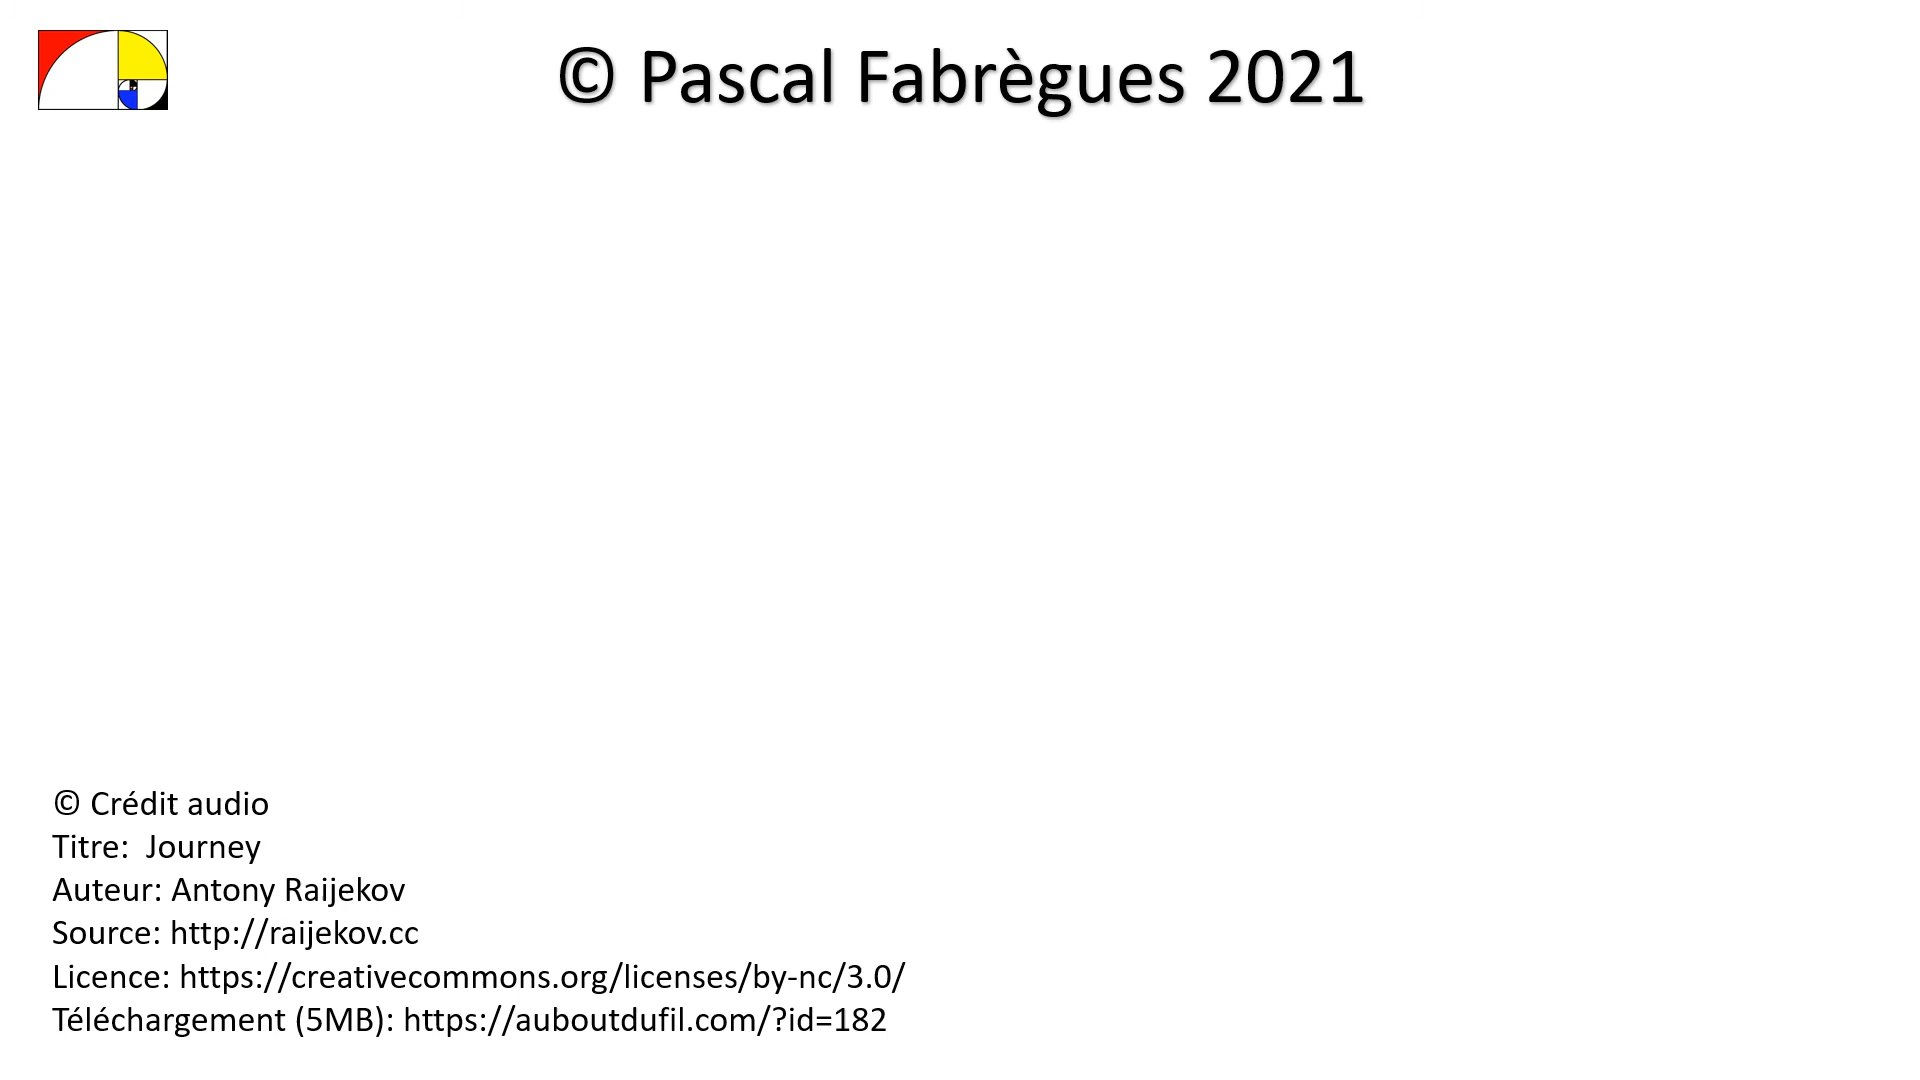 © Pascal Fabrègues 2021
© Crédit audio
Titre:  Journey
Auteur: Antony Raijekov
Source: http://raijekov.cc
Licence: https://creativecommons.org/licenses/by-nc/3.0/
Téléchargement (5MB): https://auboutdufil.com/?id=182